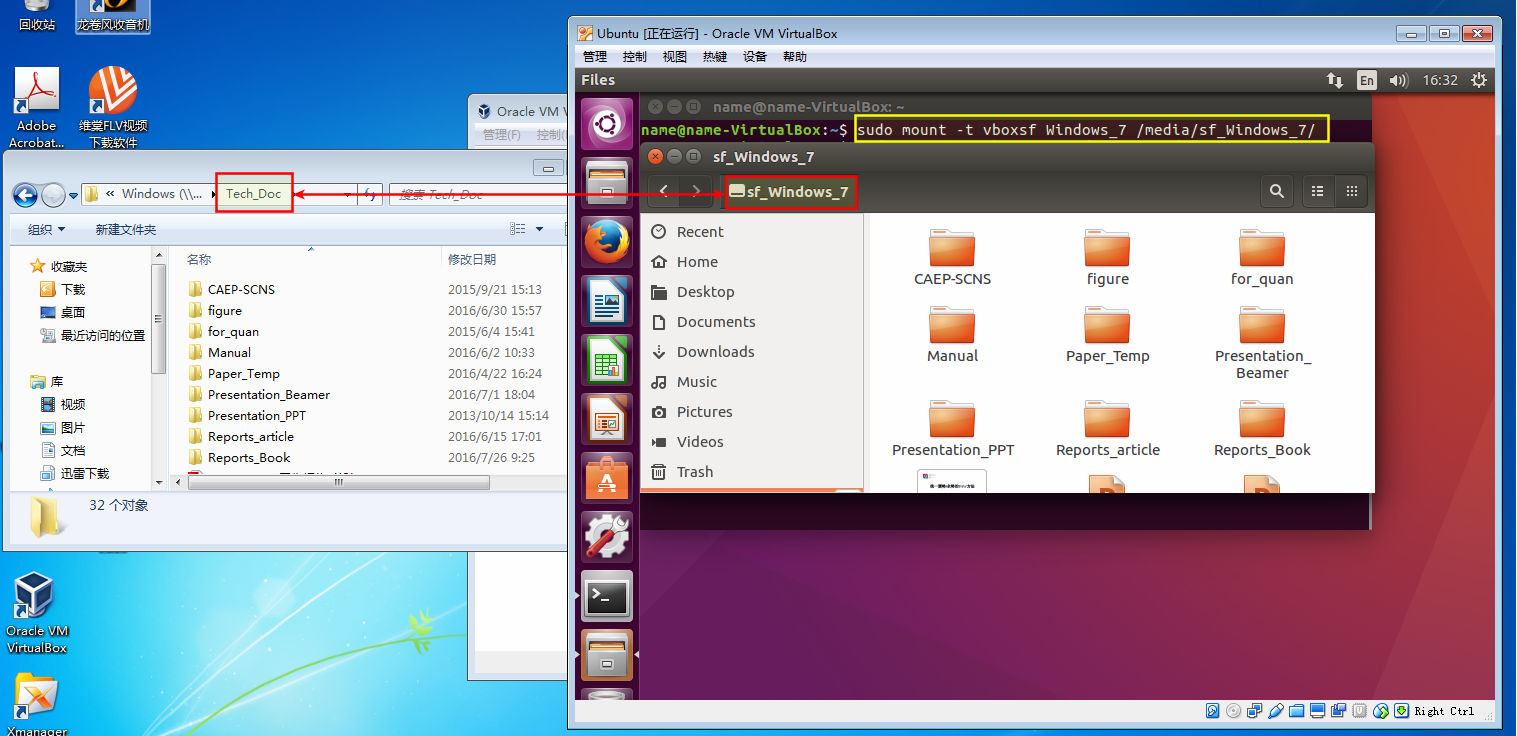 回收站
龙卷风收音机
Adobe
Acrobat...
维棠FLV视频
下载软件
Oracle VM V
管理(F) 控制(
« Windows (\\... Tech_Doc
搜索 Tech_Doc
组织 新建文件夹
收藏夹
下载
桌面
最近访问的位置
库
视频
图片
文档
迅雷下载
名称 修改日期
CAEP-SCNS 2015/9/21 15:13
figure 2016/6/30 15:57
for_quan 2015/6/4 15:41
Manual 2016/6/2 10:33
Paper_Temp 2016/4/22 16:24
Presentation_Beamer 2016/7/1 18:04
Presentation_PPT 2013/10/14 15:14
Reports_article 2016/6/15 17:01
Reports_Book 2016/7/26 9:25
32 个对象
Oracle VM
VirtualBox
Xmanager
Ubuntu [正在运行] - Oracle VM VirtualBox
管理 控制 视图 热键 设备 帮助
Files
En
16:32
name@name-VirtualBox: ~
name@name-VirtualBox:~$ sudo mount -t vboxsf Windows_7 /media/sf_Windows_7/
sf_Windows_7
sf_Windows_7
Recent
Home
Desktop
Documents
Downloads
Music
Pictures
Videos
Trash
CAEP-SCNS
figure
for_quan
Manual
Paper_Temp
Presentation_
Beamer
Presentation_PPT
Reports_article
Reports_Book
Right Ctrl